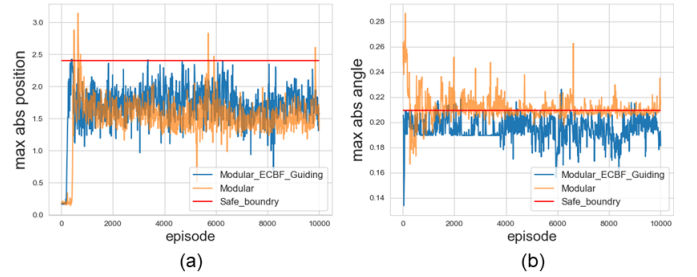 3.0
2.5
2.0
1.5
1.0
0.5
0.0
max abs position
0 2000 4000 6000 8000 10000
episode
Modular_ECBF_Guiding
Modular
Safe_boundry
(a)
0.28
0.26
0.24
0.22
0.20
0.18
0.16
0.14
max abs angle
0 2000 4000 6000 8000 10000
episode
Modular_ECBF_Guiding
Modular
Safe_boundry
(b)